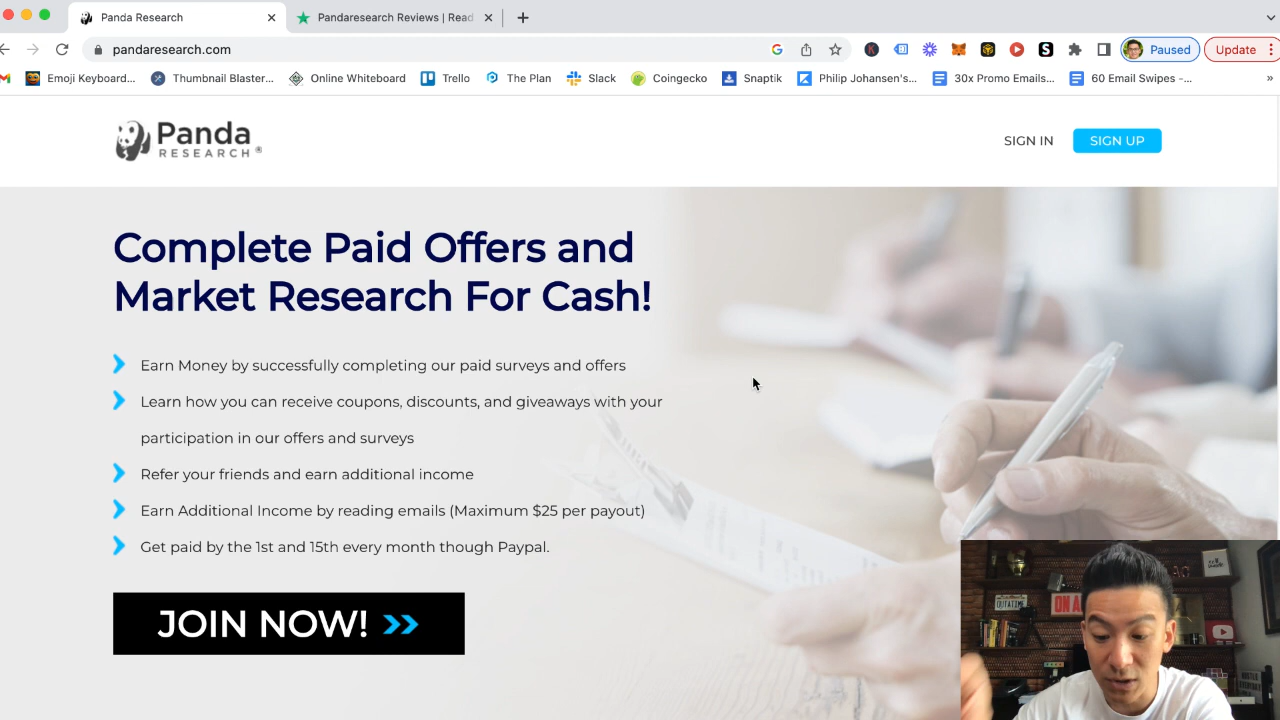 Panda Research
Pandaresearch Reviews | Read
pandaresearch.com
Paused
Update
Emoji Keyboard...
Thumbnail Blaster...
Online Whiteboard
Trello
The Plan
Slack
Coingecko
Snaptik
Philip Johansen's...
30x Promo Emails...
60 Email Swipes -...
»
Panda
RESEARCH
SIGN IN
SIGN UP
Complete Paid Offers and
Market Research For Cash!
Earn Money by successfully completing our paid surveys and offers
Learn how you can receive coupons, discounts, and giveaways with your
participation in our offers and surveys
Refer your friends and earn additional income
Earn Additional Income by reading emails (Maximum $25 per payout)
Get paid by the 1st and 15th every month though Paypal.
JOIN NOW! >>
OUTATIME
ON A